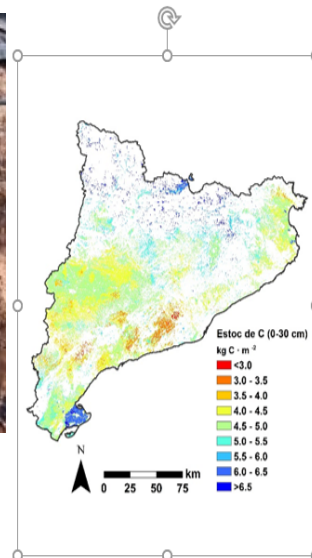 Estoc de C (0-30 cm)
kg C · m⁻²
<3.0
3.0 - 3.5
3.5 - 4.0
4.0 - 4.5
4.5 - 5.0
5.0 - 5.5
5.5 - 6.0
6.0 - 6.5
>6.5
N
km
0 25 50 75